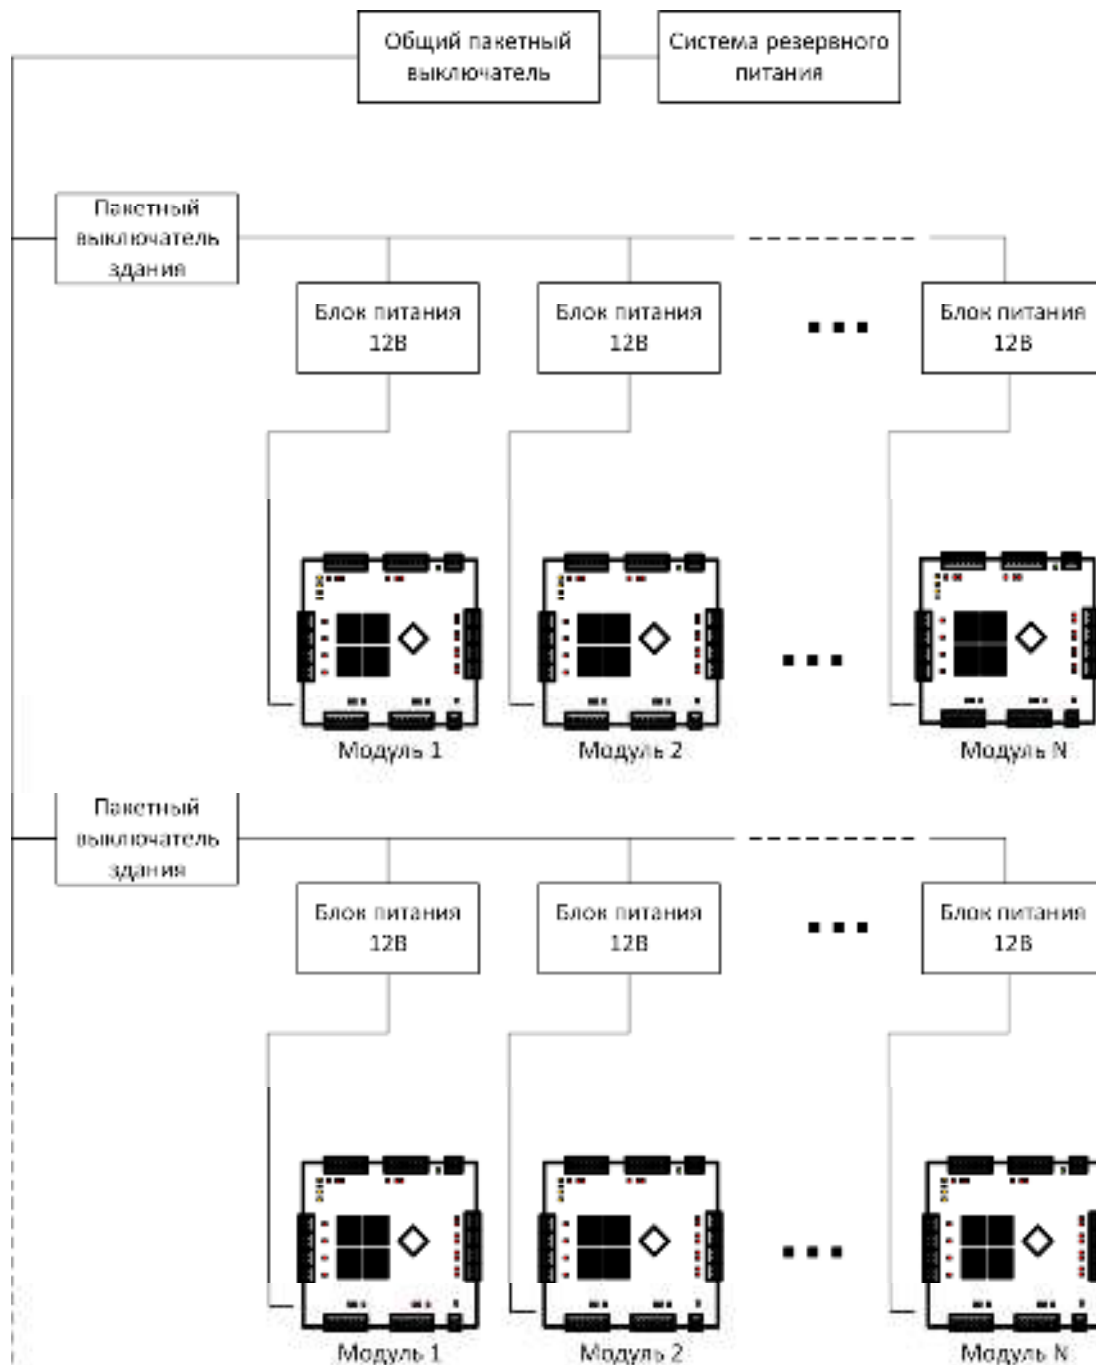 Общий пакетный
выключатель
Система резервного
питания
Пакетный
выключатель
здания
Блок питания
12В
Блок питания
12В
Блок питания
12В
Модуль 1
Модуль 2
Модуль N
Пакетный
выключатель
здания
Блок питания
12В
Блок питания
12В
Блок питания
12В
Модуль 1
Модуль 2
Модуль N